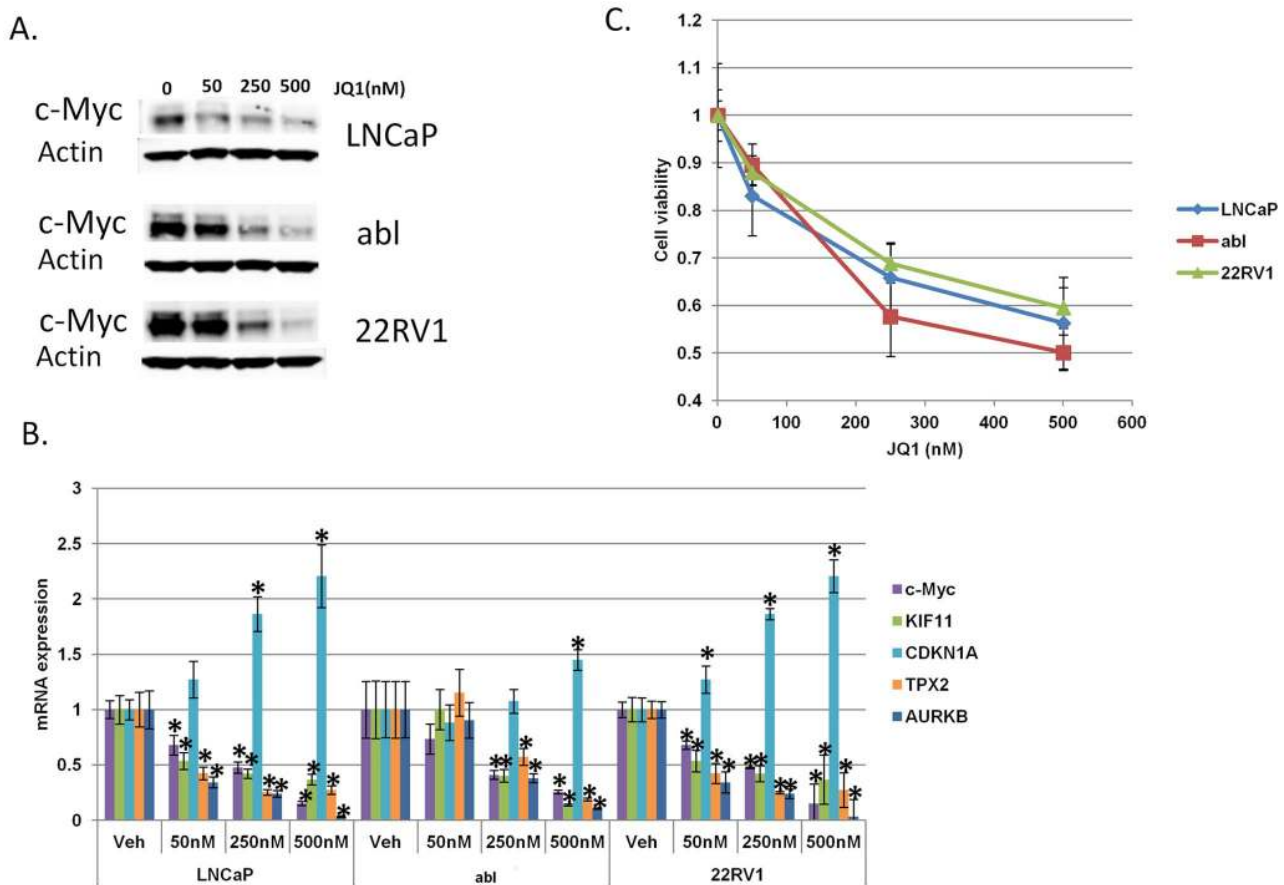 A.
0 50 250 500 JQ1(nM)
c-Myc
Actin
LNCaP
c-Myc
Actin
abl
c-Myc
Actin
22RV1
C.
1.2
1.1
1
0.9
0.8
0.7
0.6
0.5
0.4
Cell viability
0 100 200 300 400 500 600
JQ1 (nM)
LNCaP
abl
22RV1
B.
3
2.5
2
1.5
1
0.5
0
mRNA expression
* * * * * * * * * * * * * * * * * * * * * * * * * * * * * * * * * * * * *
Veh 50nM 250nM 500nM Veh 50nM 250nM 500nM Veh 50nM 250nM 500nM
LNCaP abl 22RV1
c-Myc
KIF11
CDKN1A
TPX2
AURKB